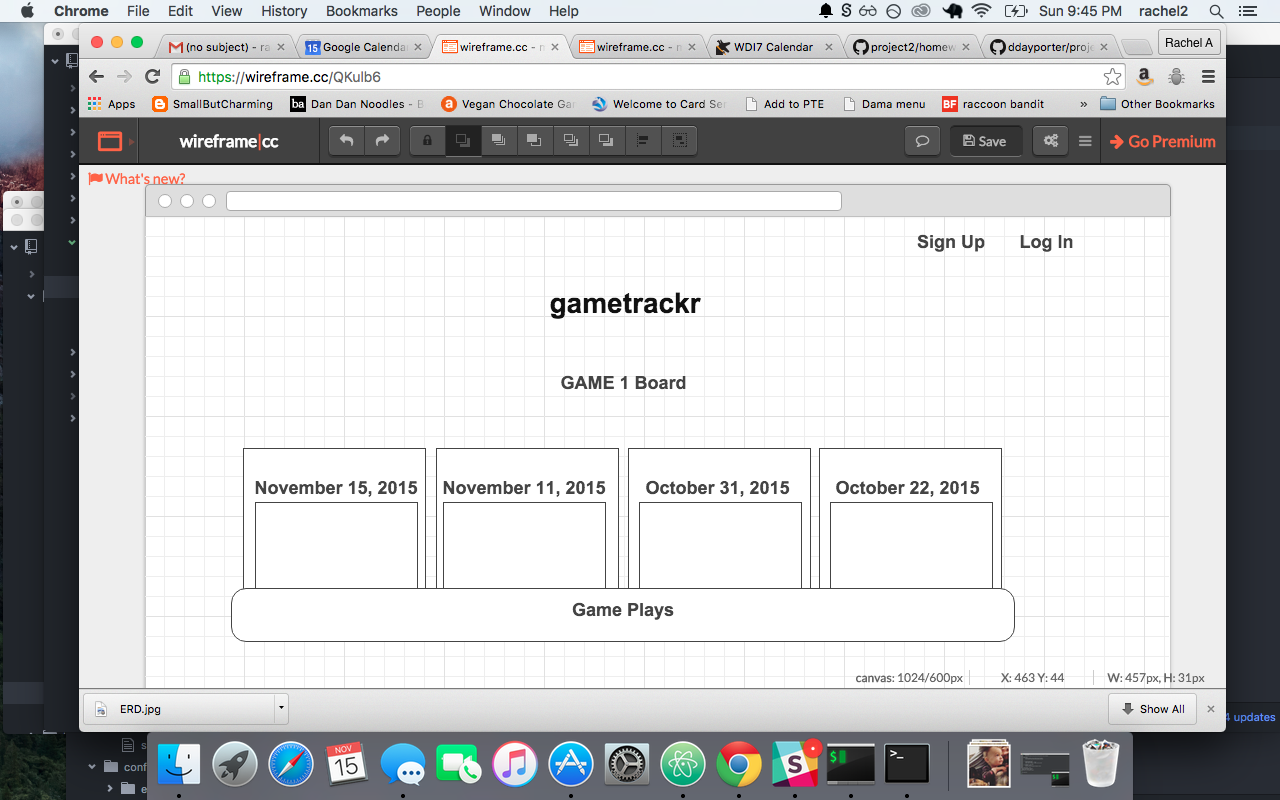 Chrome File Edit View History Bookmarks People Window Help Sun 9:45 PM rachel2
(no subject) - ra Google Calenda wireframe.cc - m wireframe.cc - m WDI7 Calendar project2/homew ddayporter/proje Rachel A
https://wireframe.cc/QKulb6
Apps SmallButCharming ba Dan Dan Noodles - B a Vegan Chocolate Gar Welcome to Card Ser Add to PTE Dama menu BF raccoon bandit » Other Bookmarks
wireframe|cc Save Go Premium
What's new?
Sign Up Log In
gametrackr
GAME 1 Board
November 15, 2015 November 11, 2015 October 31, 2015 October 22, 2015
Game Plays
canvas: 1024/600px X: 463 Y: 44 W: 457px, H: 31px
ERD.jpg Show All
4 updates
s
conf
e
NOV
15